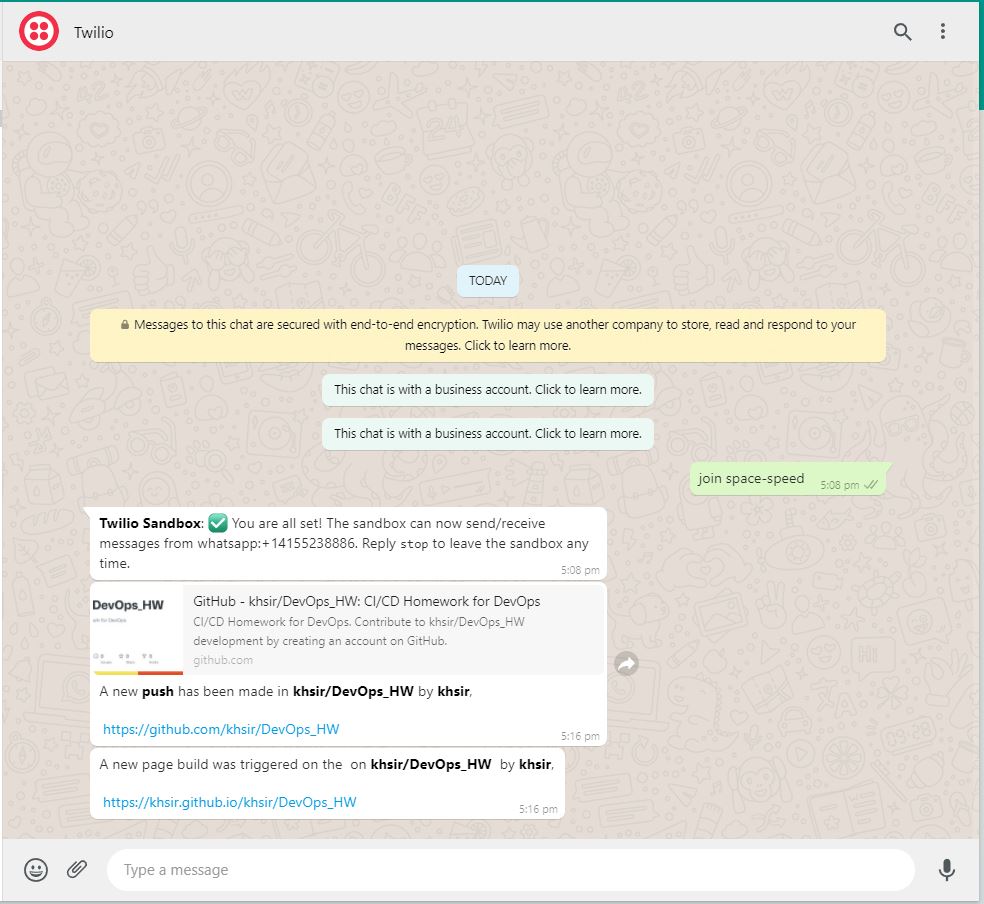 Twilio
TODAY
Messages to this chat are secured with end-to-end encryption. Twilio may use another company to store, read and respond to your
messages. Click to learn more.
This chat is with a business account. Click to learn more.
This chat is with a business account. Click to learn more.
join space-speed 5:08 pm
Twilio Sandbox: ✅ You are all set! The sandbox can now send/receive
messages from whatsapp:+14155238886. Reply stop to leave the sandbox any
time.
5:08 pm
DevOps_HW
GitHub - khsir/DevOps_HW: CI/CD Homework for DevOps
CI/CD Homework for DevOps. Contribute to khsir/DevOps_HW
development by creating an account on GitHub.
github.com
A new push has been made in khsir/DevOps_HW by khsir,
https://github.com/khsir/DevOps_HW
5:16 pm
A new page build was triggered on the  on khsir/DevOps_HW  by khsir,
https://khsir.github.io/khsir/DevOps_HW
5:16 pm
Type a message